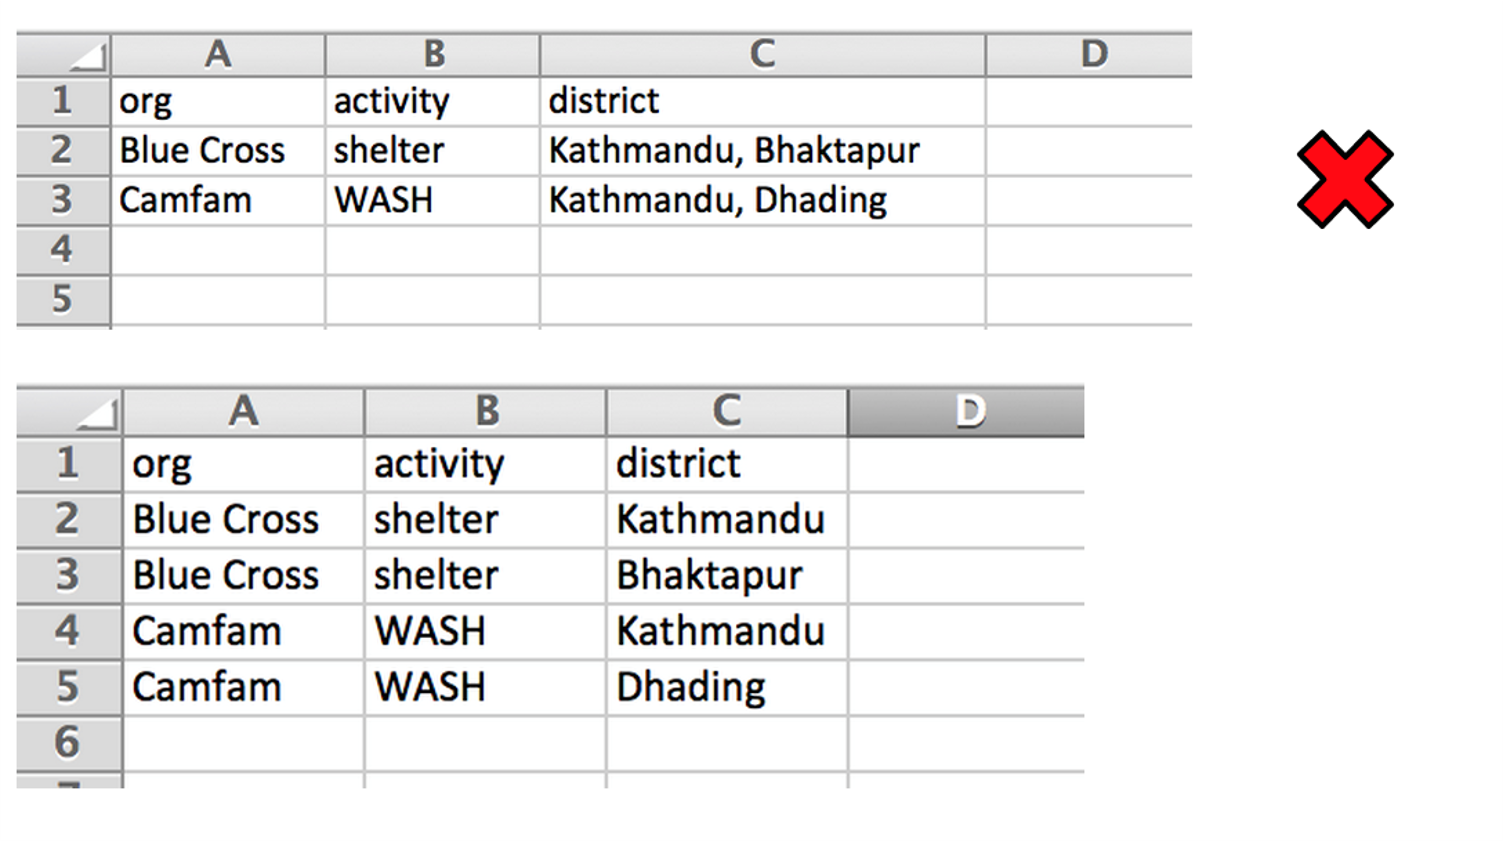 A B C D
1 org activity district
2 Blue Cross shelter Kathmandu, Bhaktapur
3 Camfam WASH Kathmandu, Dhading
4
5
A B C D
1 org activity district
2 Blue Cross shelter Kathmandu
3 Blue Cross shelter Bhaktapur
4 Camfam WASH Kathmandu
5 Camfam WASH Dhading
6